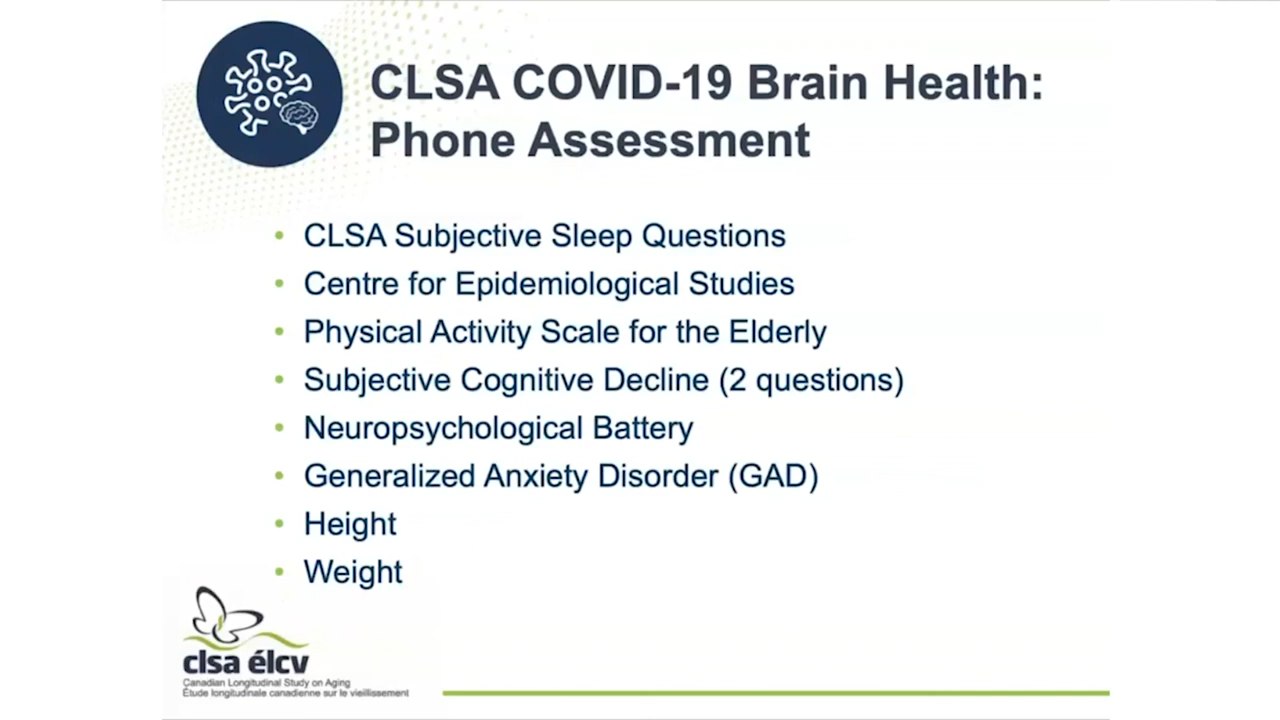 CLSA COVID-19 Brain Health:
Phone Assessment
• CLSA Subjective Sleep Questions
• Centre for Epidemiological Studies
• Physical Activity Scale for the Elderly
• Subjective Cognitive Decline (2 questions)
• Neuropsychological Battery
• Generalized Anxiety Disorder (GAD)
• Height
• Weight
clsa élcv
Canadian Longitudinal Study on Aging
Étude longitudinale canadienne sur le vieillissement